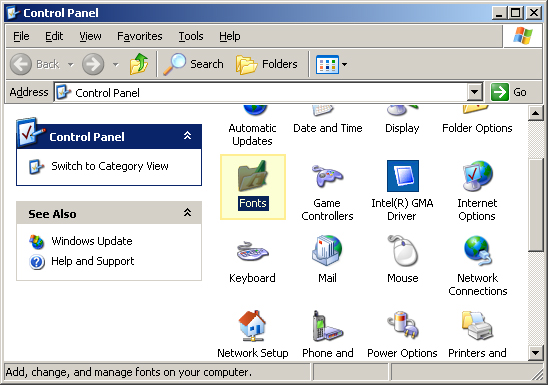 Control Panel
File Edit View Favorites Tools Help
Back Search Folders
Address Control Panel Go
Control Panel
Switch to Category View
See Also
Windows Update
Help and Support
Automatic Updates
Date and Time
Display
Folder Options
Fonts
Game Controllers
Intel(R) GMA Driver
Internet Options
Keyboard
Mail
Mouse
Network Connections
Network Setup
Phone and
Power Options
Printers and
Add, change, and manage fonts on your computer.